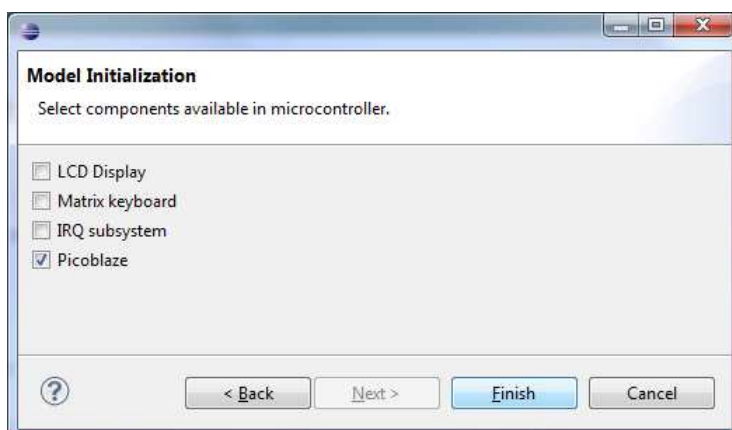 Model Initialization
Select components available in microcontroller.
LCD Display
Matrix keyboard
IRQ subsystem
Picoblaze
?
< Back
Next >
Finish
Cancel